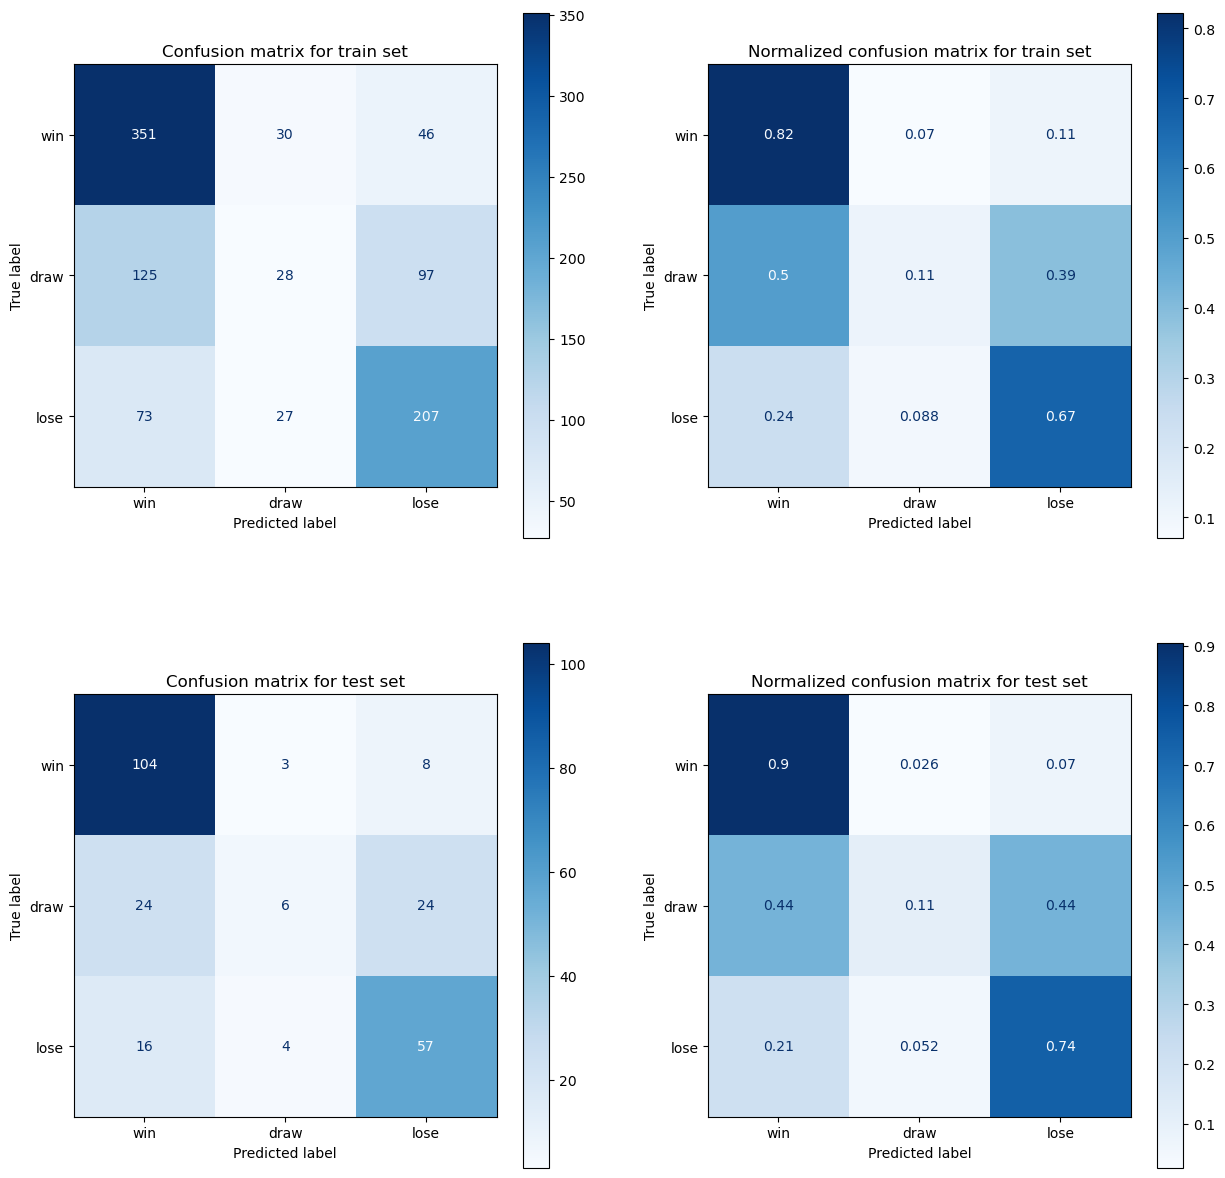 Confusion matrix for train set
350
300
250
200
150
100
50
True label
win
351 30 46
draw
125 28 97
lose
73 27 207
win draw lose
Predicted label
Normalized confusion matrix for train set
0.8
0.7
0.6
0.5
0.4
0.3
0.2
0.1
True label
win
0.82 0.07 0.11
draw
0.5 0.11 0.39
lose
0.24 0.088 0.67
win draw lose
Predicted label
Confusion matrix for test set
100
80
60
40
20
True label
win
104 3 8
draw
24 6 24
lose
16 4 57
win draw lose
Predicted label
Normalized confusion matrix for test set
0.9
0.8
0.7
0.6
0.5
0.4
0.3
0.2
0.1
True label
win
0.9 0.026 0.07
draw
0.44 0.11 0.44
lose
0.21 0.052 0.74
win draw lose
Predicted label